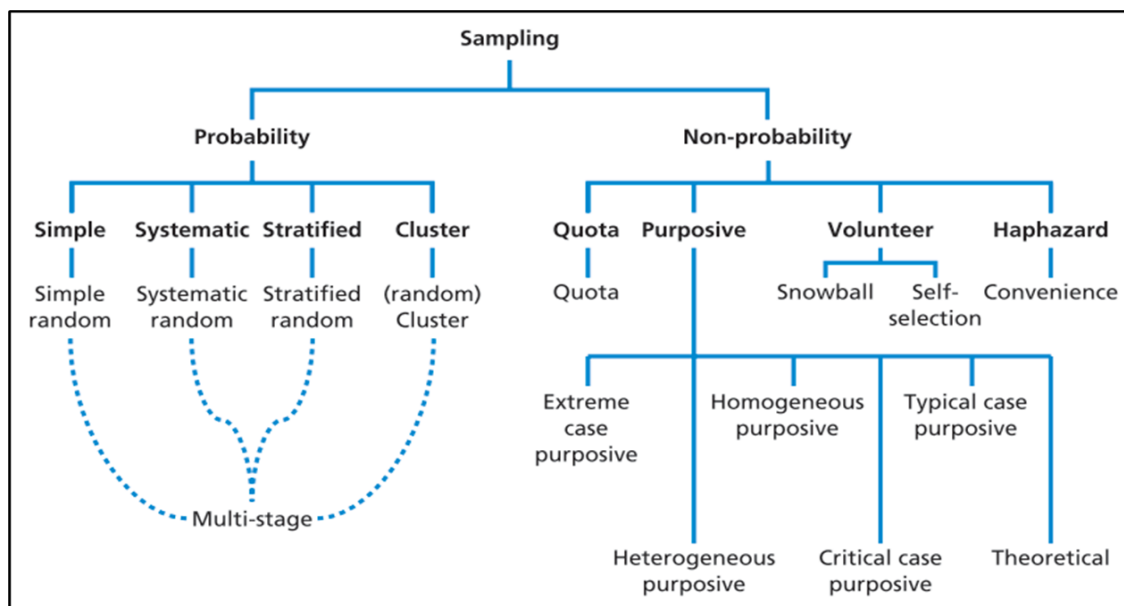 Sampling
Probability
Non-probability
Simple
Systematic
Stratified
Cluster
Quota
Purposive
Volunteer
Haphazard
Simple
random
Systematic
random
Stratified
random
(random)
Cluster
Quota
Snowball
Self-
selection
Convenience
Extreme
case
purposive
Homogeneous
purposive
Typical case
purposive
Multi-stage
Heterogeneous
purposive
Critical case
purposive
Theoretical